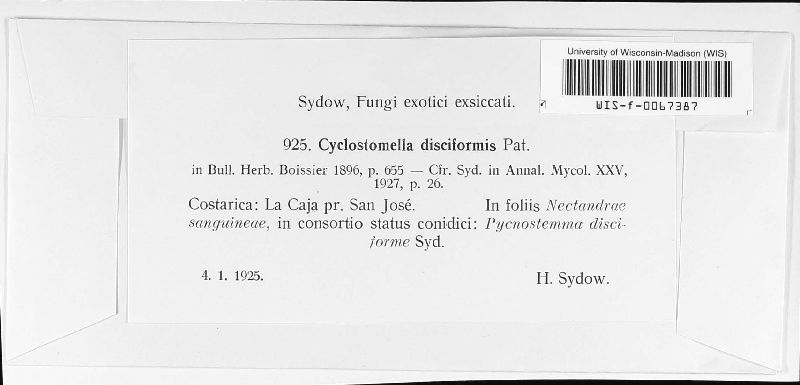 University of Wisconsin-Madison (WIS)
WIS-f-0067387
Sydow, Fungi exotici exsiccati.
925. Cyclostomella disciformis Pat.
in Bull. Herb. Boissier 1896, p. 655 — Cfr. Syd. in Annal. Mycol. XXV,
1927, p. 26.
Costarica: La Caja pr. San José. In foliis Nectandrae
sanguineae, in consortio status conidici: Pycnostemma disci-
forme Syd.
4. 1. 1925. H. Sydow.